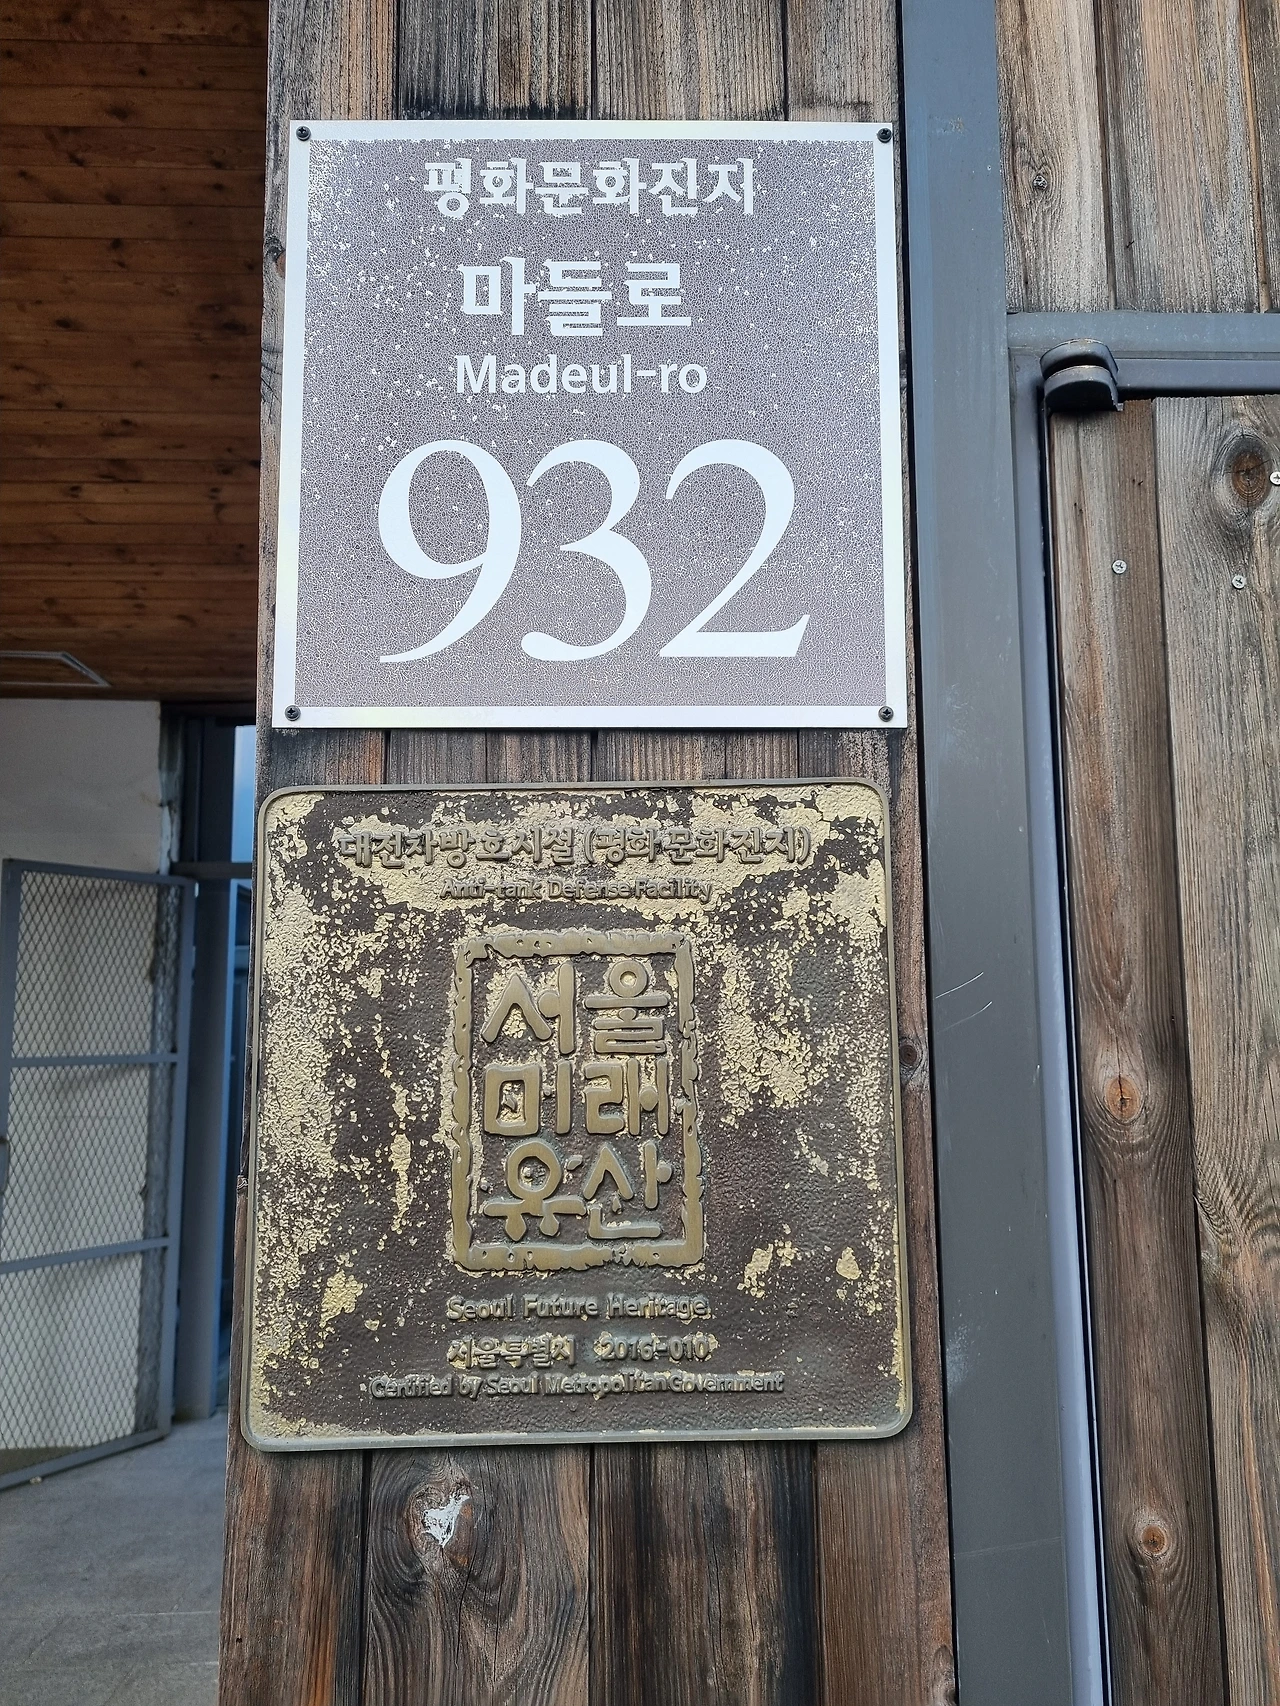 평화문화진지
마들로
Madeul-ro
932
대전차방호시설 (평화문화진지)
Anti-tank Defense Facility
서울
미래
유산
Seoul Future Heritage
서울특별시 2016-010
Certified by Seoul Metropolitan Government